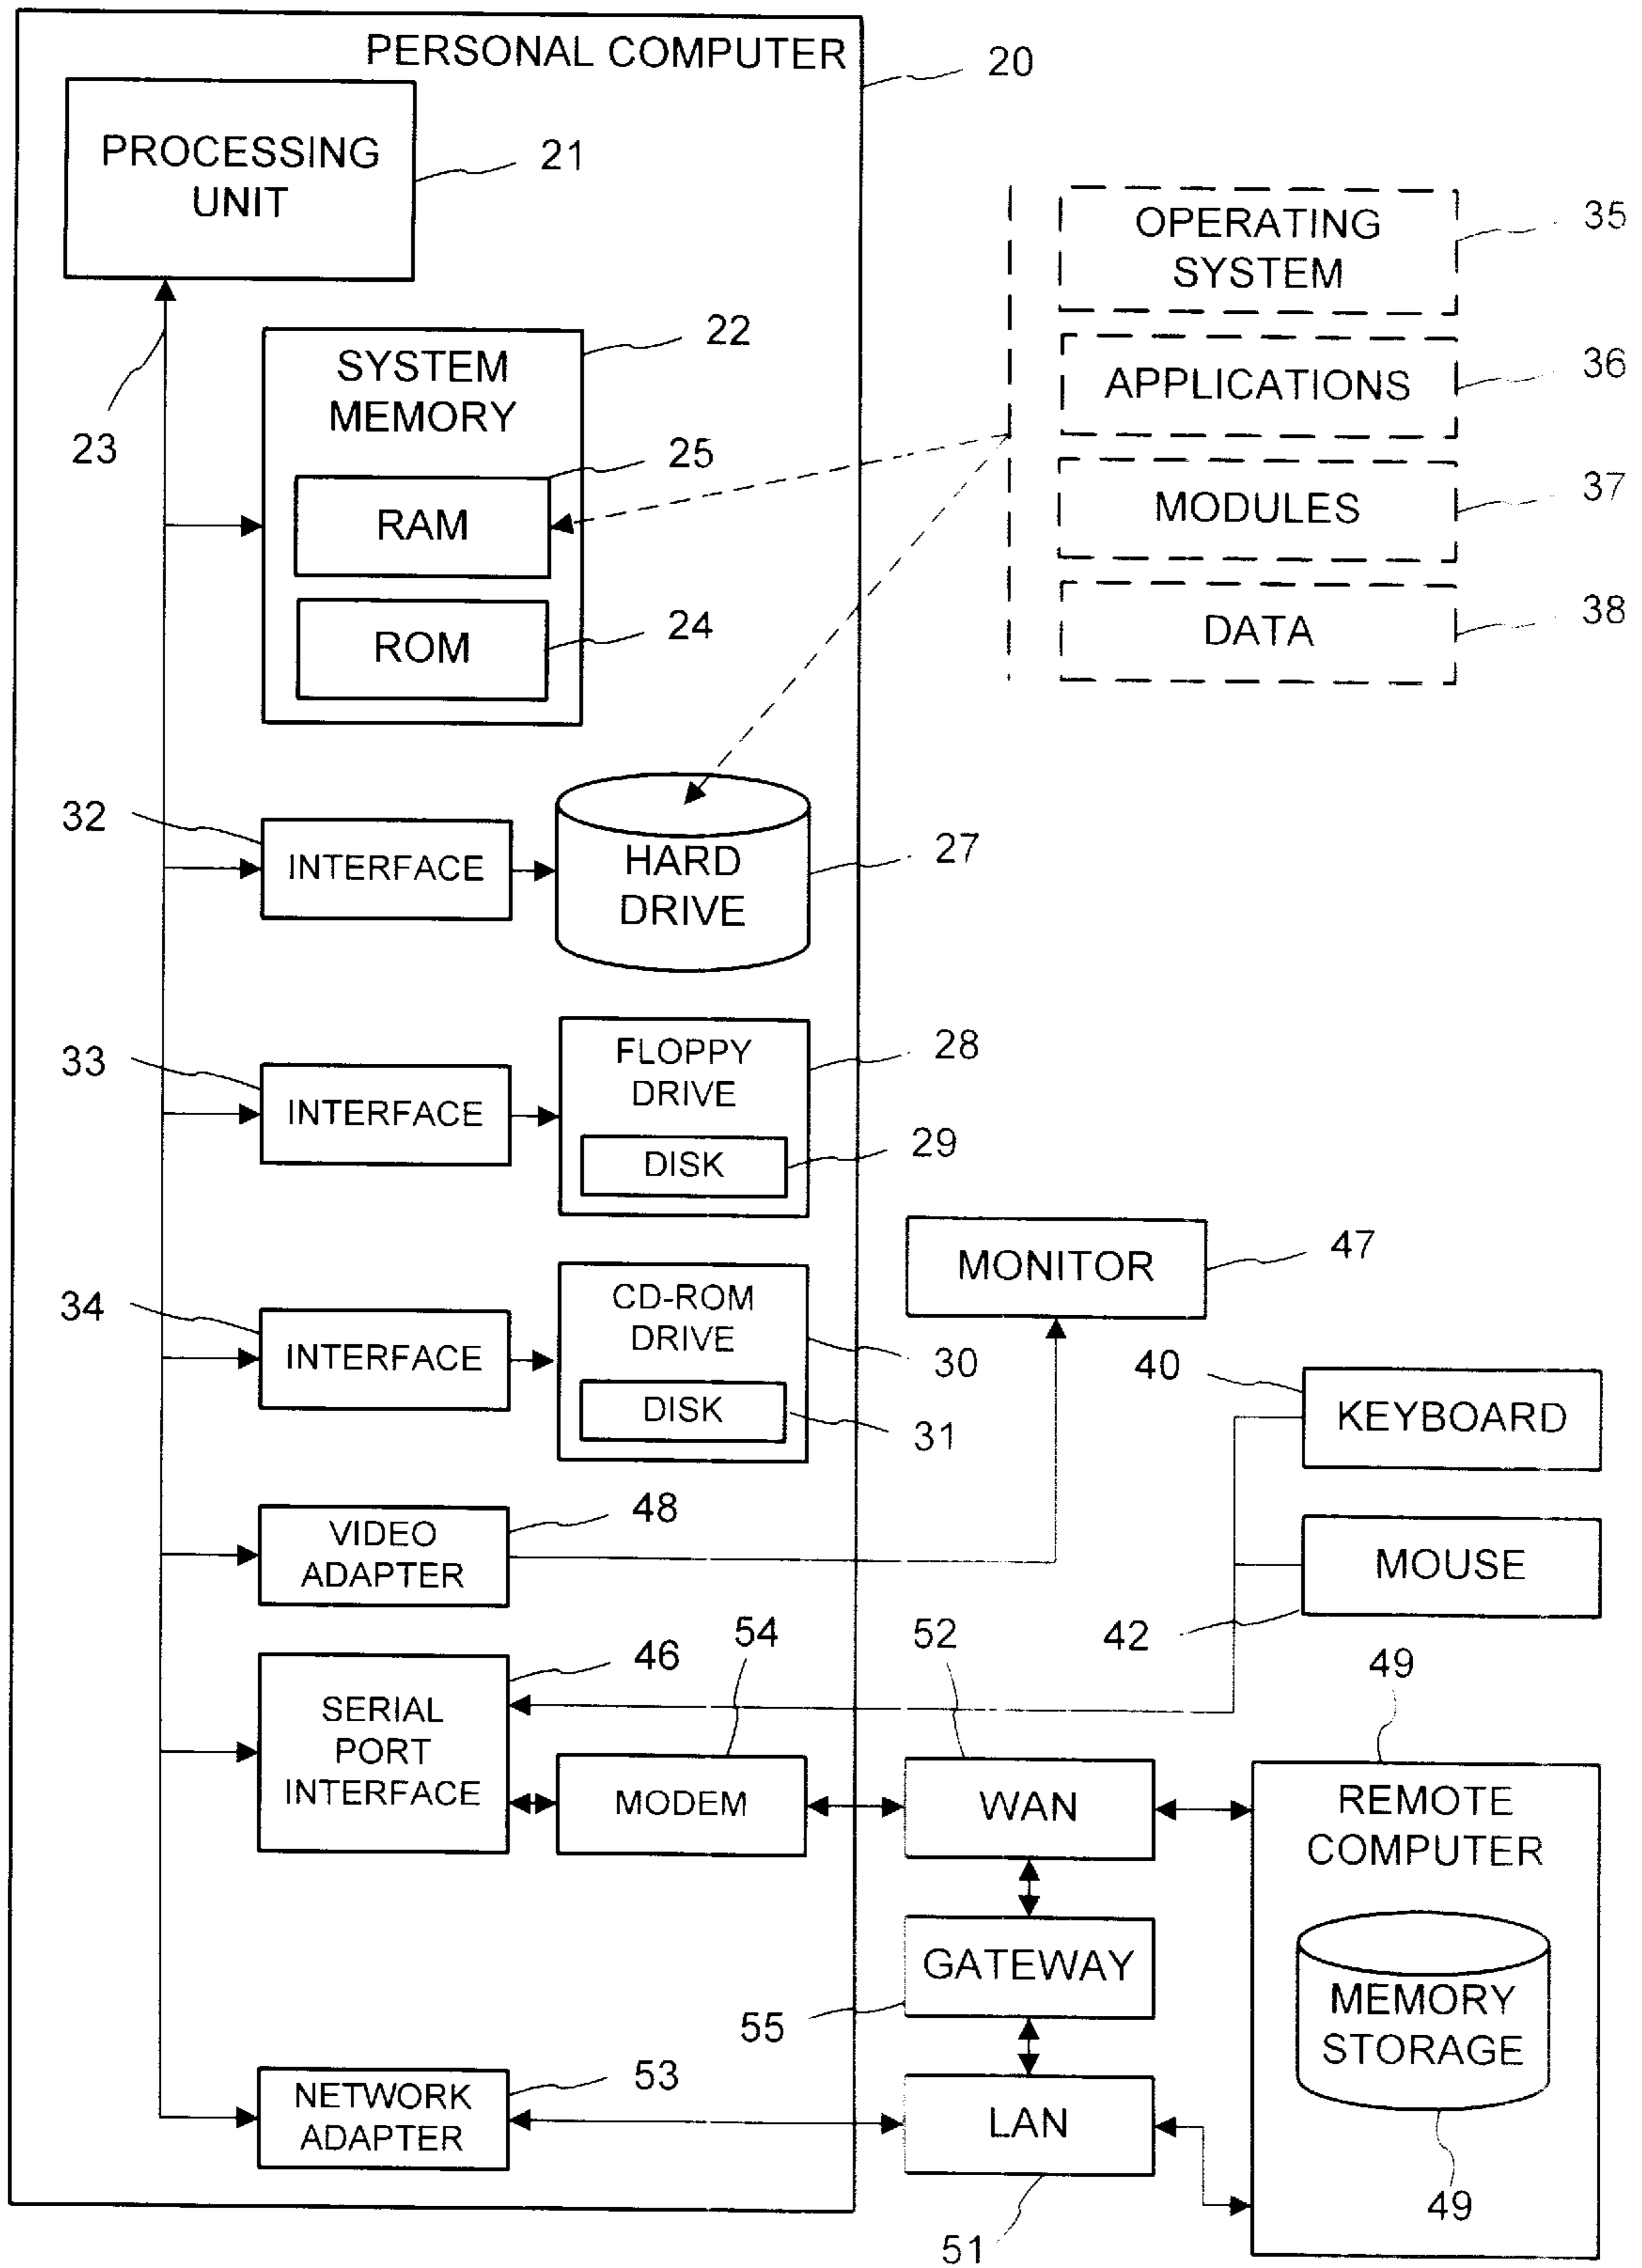 PERSONAL COMPUTER
20
PROCESSING
UNIT
21
OPERATING
SYSTEM
35
22
SYSTEM
MEMORY
APPLICATIONS
36
23
25
RAM
MODULES
37
24
ROM
DATA
38
32
INTERFACE
HARD
DRIVE
27
33
INTERFACE
FLOPPY
DRIVE
28
DISK
29
MONITOR
47
34
INTERFACE
CD-ROM
DRIVE
30
DISK
31
40
KEYBOARD
VIDEO
ADAPTER
48
MOUSE
42
46
54
52
49
SERIAL
PORT
INTERFACE
MODEM
WAN
REMOTE
COMPUTER
GATEWAY
55
MEMORY
STORAGE
49
NETWORK
ADAPTER
53
LAN
51